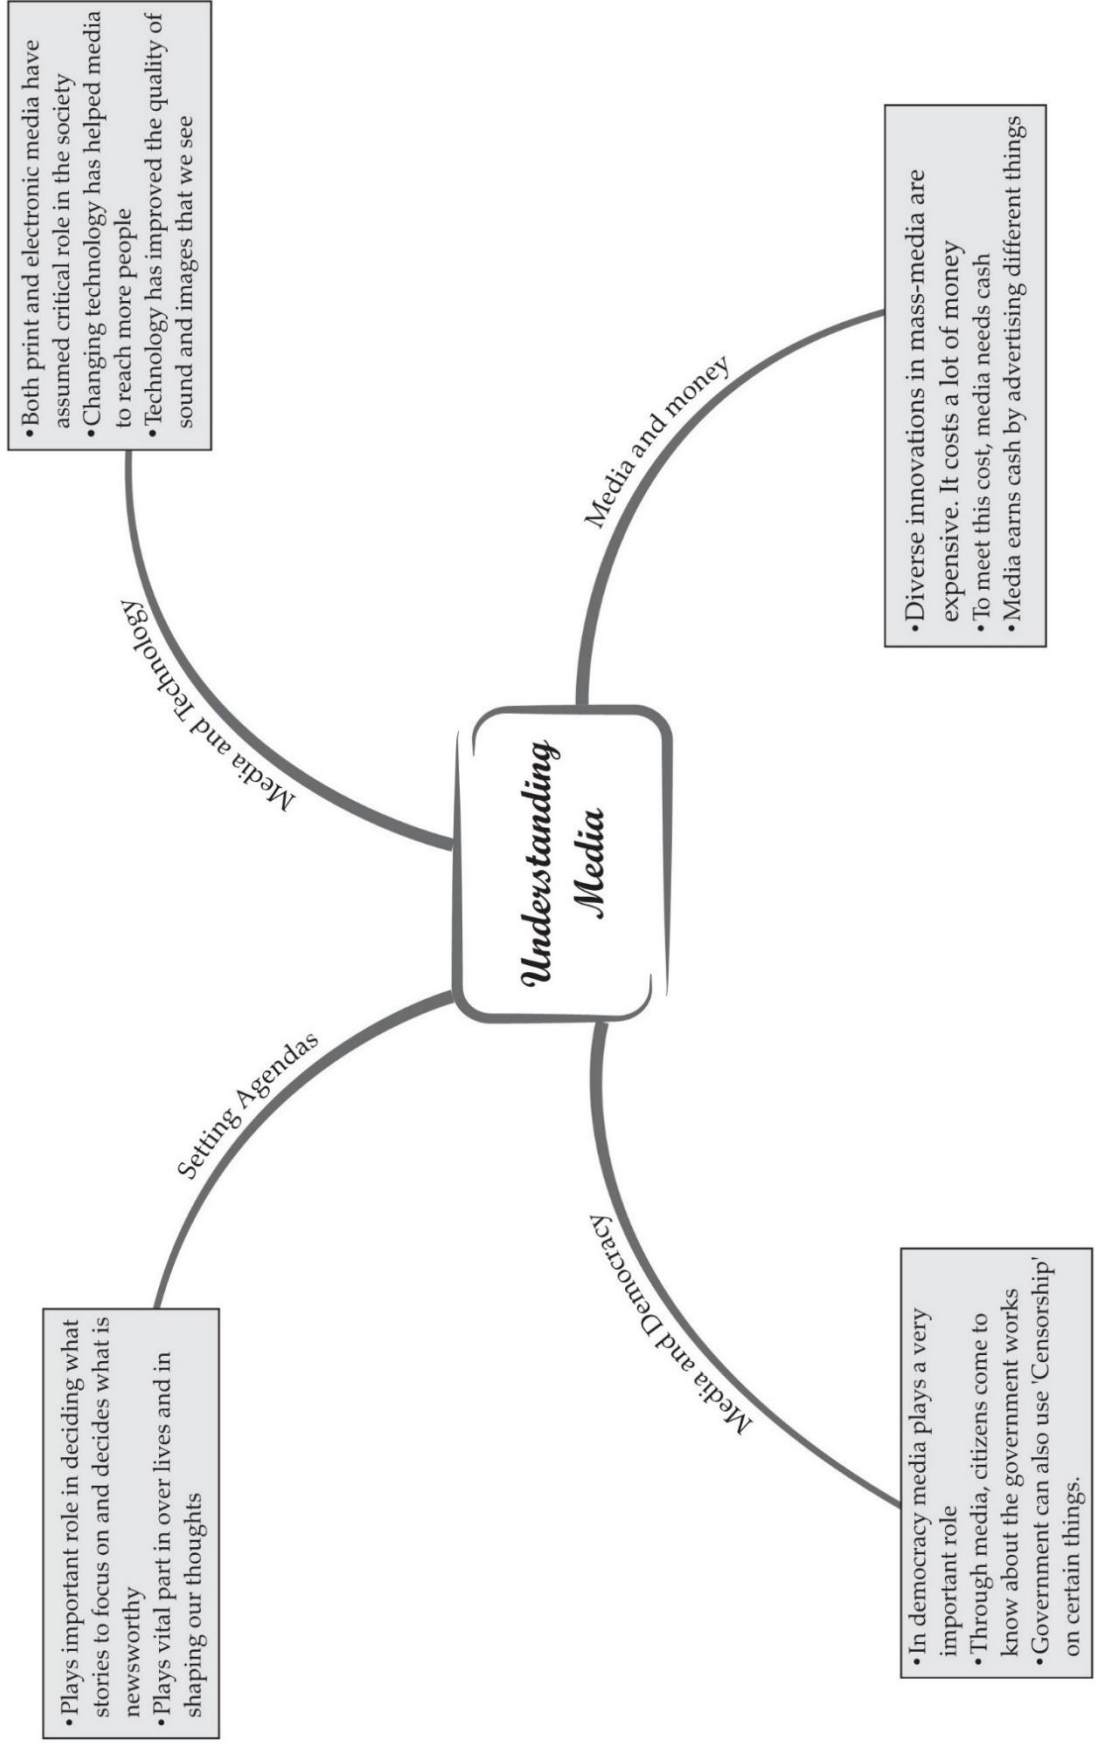 Understanding
Media
Setting Agendas
•Plays important role in deciding what
stories to focus on and decides what is
newsworthy
•Plays vital part in over lives and in
shaping our thoughts
Media and Technology
•Both print and electronic media have
assumed critical role in the society
•Changing technology has helped media
to reach more people
•Technology has improved the quality of
sound and images that we see
Media and Democracy
•In democracy media plays a very
important role
•Through media, citizens come to
know about the government works
•Government can also use 'Censorship'
on certain things.
Media and money
•Diverse innovations in mass-media are
expensive. It costs a lot of money
•To meet this cost, media needs cash
•Media earns cash by advertising different things